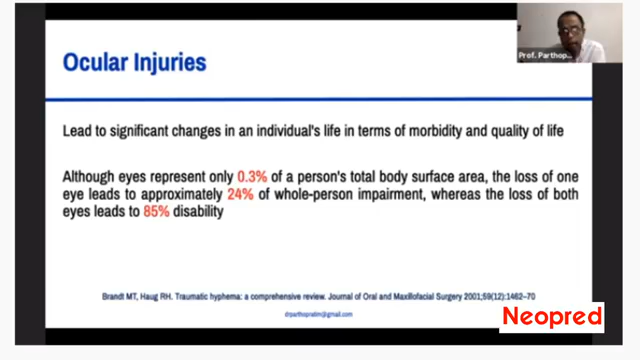 Ocular Injuries
Prof. Parthop...
Lead to significant changes in an individual's life in terms of morbidity and quality of life
Although eyes represent only 0.3% of a person's total body surface area, the loss of one
eye leads to approximately 24% of whole-person impairment, whereas the loss of both
eyes leads to 85% disability
Brandt MT, Haug RH. Traumatic hyphema: a comprehensive review. Journal of Oral and Maxillofacial Surgery 2001;59(12):1462–70
drparthopratim@gmail.com
Neopred